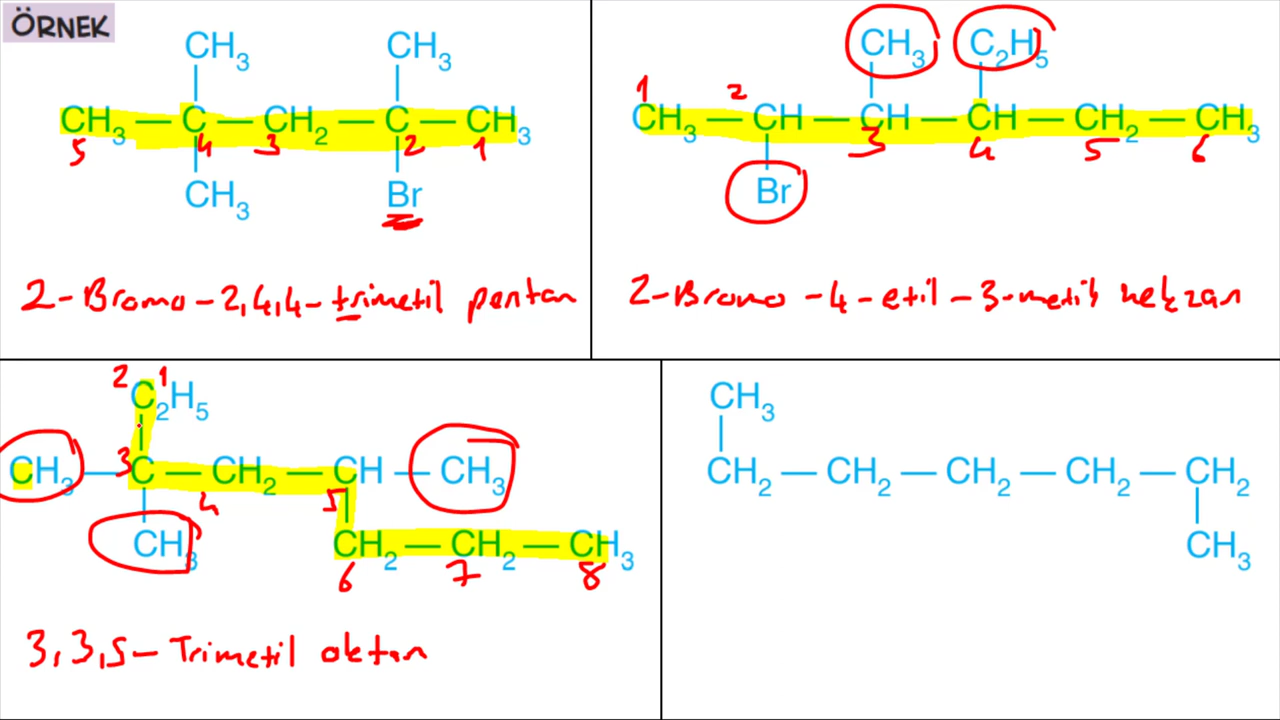 ÖRNEK
CH3 CH3
CH3 — C — CH2 — C — CH3
5 4 3 2 1
CH3 Br
2-Bromo-2,4,4-trimetil pentan
CH3 C2H5
1 2
CH3 — CH — CH — CH — CH2 — CH3
3 4 5 6
Br
2-Bromo-4-etil-3-metil hekzan
2 1
C2H5
CH3 — 3 C — CH2 — CH — CH3
4 5
CH3 CH2 — CH2 — CH3
6 7 8
3,3,5-Trimetil oktan
CH3
CH2 — CH2 — CH2 — CH2 — CH2
CH3